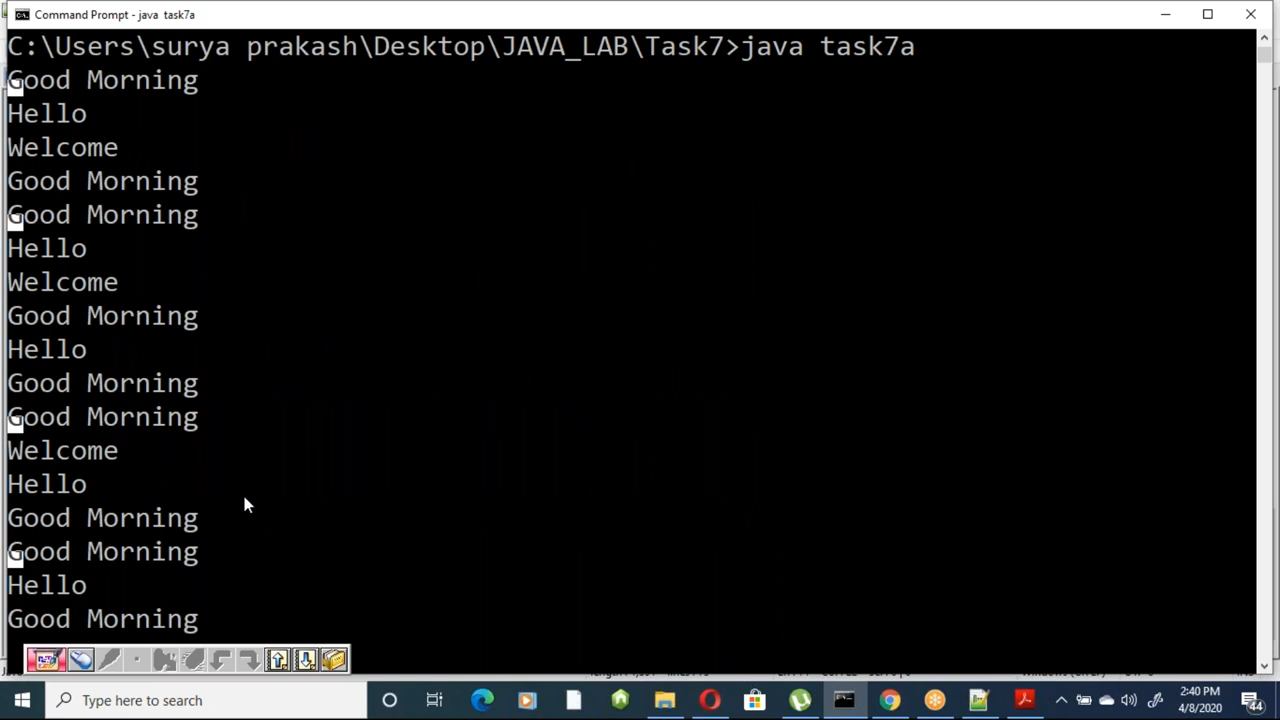 Command Prompt - java  task7a
C:\Users\surya prakash\Desktop\JAVA_LAB\Task7>java task7a
Good Morning
Hello
Welcome
Good Morning
Good Morning
Hello
Welcome
Good Morning
Hello
Good Morning
Good Morning
Welcome
Hello
Good Morning
Good Morning
Hello
Good Morning
Type here to search
2:40 PM
4/8/2020
44